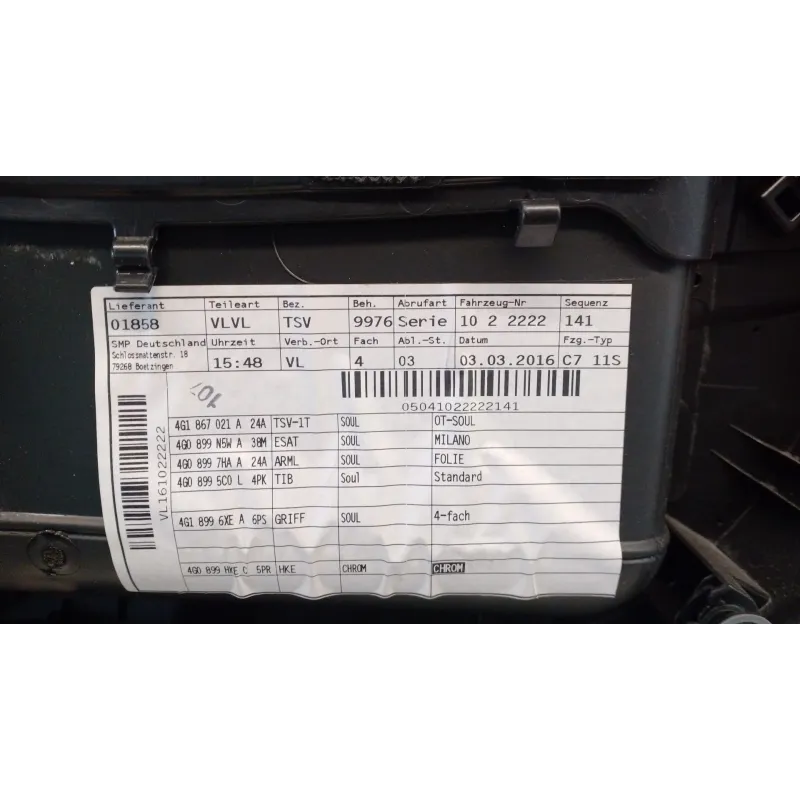 Lieferant Teileart Bez. Beh. Abrufart Fahrzeug-Nr Sequenz
01858 VLVL TSV 9976 Serie 10 2 2222 141
SMP Deutschland Uhrzeit Verb.-Ort Fach Abl.-St. Datum Fzg.-Typ
Schlossmattenstr. 18
79268 Boetzingen 15:48 VL 4 03 03.03.2016 C7 11S
107
05041022222141
VL161022222
4G1 867 021 A 24A TSV-1T SOUL OT-SOUL
4G0 899 N5W A 38M ESAT SOUL MILANO
4G0 899 7HA A 24A ARML SOUL FOLIE
4G0 899 5C0 L 4PK TIB Soul Standard
4G1 899 6XE A 6PS GRIFF SOUL 4-fach
4G0 899 HXE C 5PR HKE CHROM CHROM